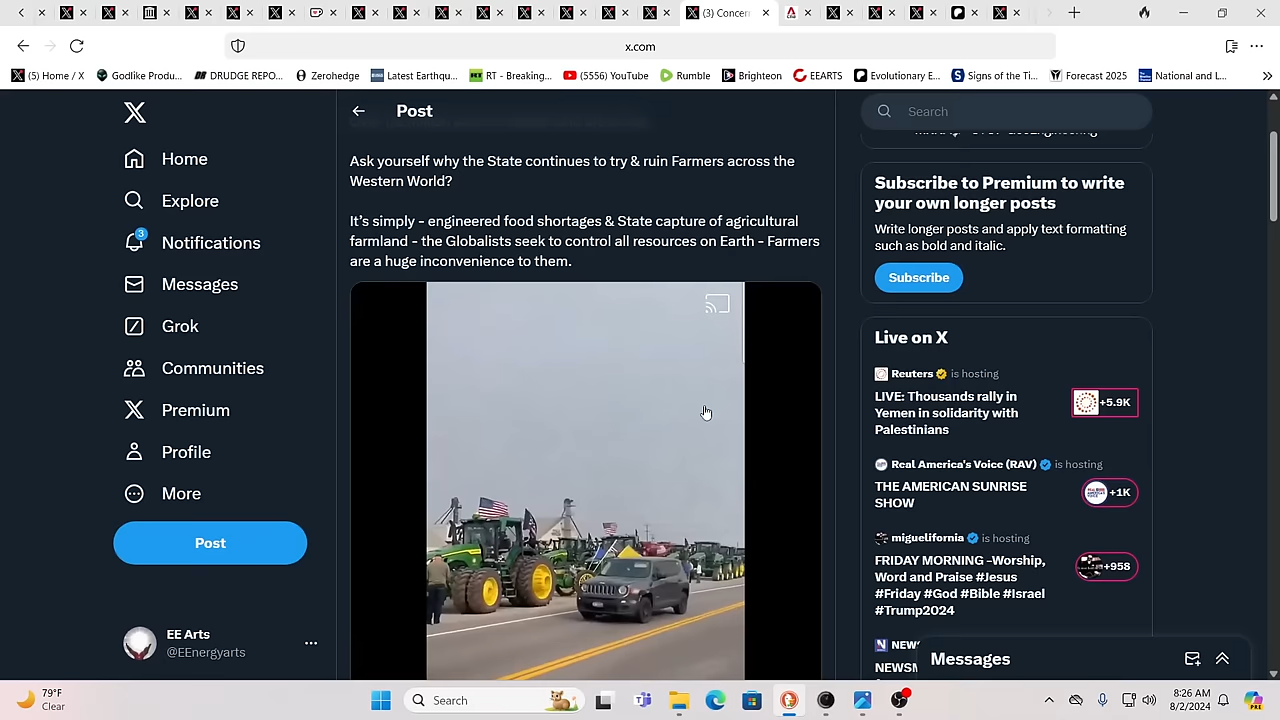 (3) Concern
x.com
(5) Home / X
Godlike Produ...
DRUDGE REPO...
Zerohedge
Latest Earthqu...
RT - Breaking...
(5556) YouTube
Rumble
Brighteon
EEARTS
Evolutionary E...
Signs of the Ti...
Forecast 2025
National and L...
Home
Explore
3
Notifications
Messages
Grok
Communities
Premium
Profile
More
Post
EE Arts
@EEnergyarts
Post
Ask yourself why the State continues to try & ruin Farmers across the
Western World?
It's simply - engineered food shortages & State capture of agricultural
farmland - the Globalists seek to control all resources on Earth - Farmers
are a huge inconvenience to them.
Search
Subscribe to Premium to write
your own longer posts
Write longer posts and apply text formatting
such as bold and italic.
Subscribe
Live on X
Reuters is hosting
LIVE: Thousands rally in
Yemen in solidarity with
Palestinians
+5.9K
Real America's Voice (RAV) is hosting
THE AMERICAN SUNRISE
SHOW
+1K
miguelifornia is hosting
FRIDAY MORNING -Worship,
Word and Praise #Jesus
#Friday #God #Bible #Israel
#Trump2024
+958
Messages
79°F
Clear
Search
8:26 AM
8/2/2024
PRE